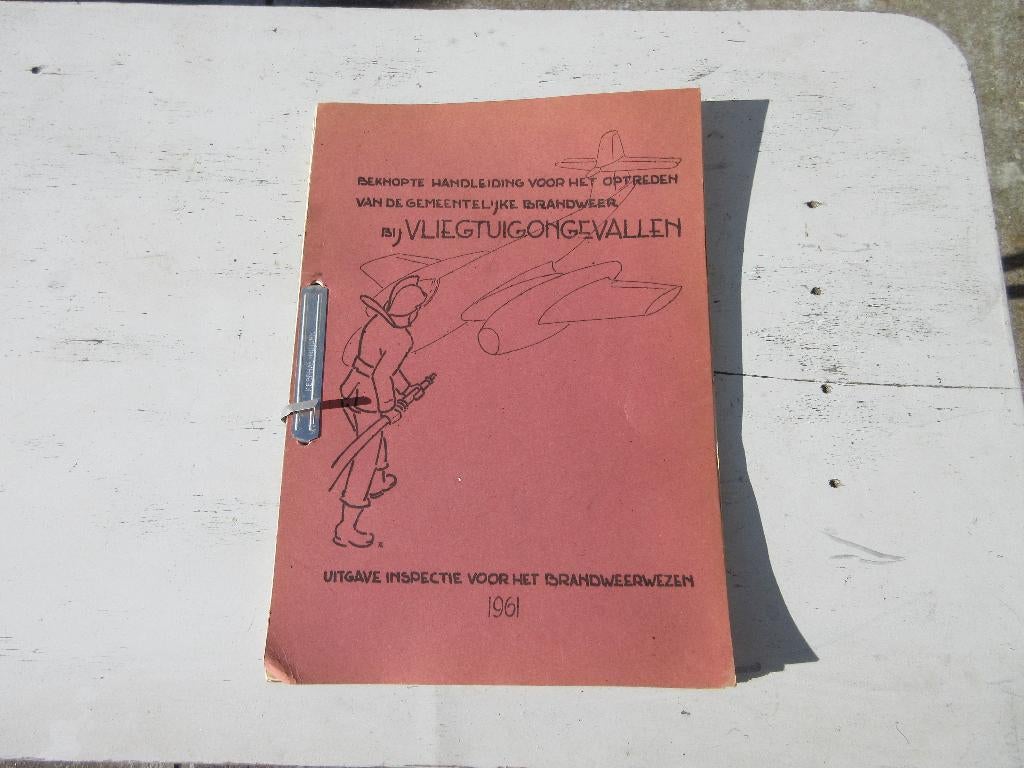 BEKNOPTE HANDLEIDING VOOR HET OPTREDEN
VAN DE GEMEENTELIJKE BRANDWEER
BIJ VLIEGTUIGONGEVALLEN
UITGAVE INSPECTIE VOOR HET BRANDWEERWEZEN
1961